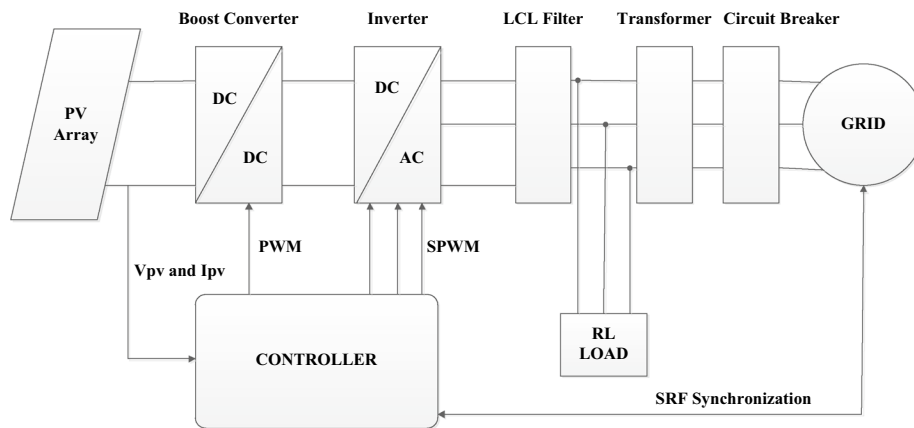 Boost Converter
Inverter
LCL Filter
Transformer
Circuit Breaker
PV
Array
DC
DC
DC
AC
GRID
PWM
SPWM
Vpv and Ipv
CONTROLLER
RL
LOAD
SRF Synchronization